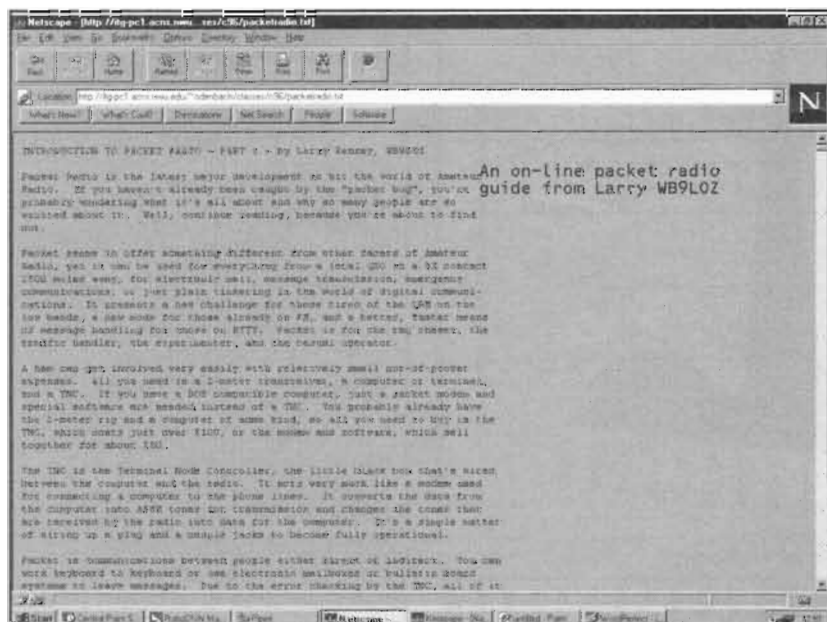 Netscape - [http://itg-pc1.acns.nwu...ses/c96/packetradio.txt]
File Edit View Go Bookmarks Options Directory Window Help
Back Home Reload Print Find
Location: http://itg-pc1.acns.nwu.edu/
What's New? What's Cool? Destinations Net Search People Software
N
INTRODUCTION TO PACKET RADIO - PART 1 - by Larry Kenney, WB9LOZ
An on-line packet radio
guide from Larry WB9LOZ
Packet Radio is the latest major development to hit the world of Amateur
Radio. If you haven't already been caught by the "packet bug", you're
probably wondering what it's all about and why so many people are so
excited about it. Well, continue reading, because you're about to find
out.
Packet seems to offer something different from other facets of Amateur
Radio, yet it can be used for everything from a local QSO to a DX contact
2500 miles away, for electronic mail, message transmission, emergency
communications, or just plain tinkering in the world of digital communi-
cations. It presents a new challenge for those tired of the QRM on the
low bands, a new mode for those already on FM, and a better, faster means
of message handling for those on RTTY. Packet is for the rag chewer, the
traffic handler, the experimenter, and the casual operator.
A ham can get involved very easily with relatively small out-of-pocket
expenses. All you need is a 2-meter transceiver, a computer or terminal,
and a TNC. If you have a DOS compatible computer, just a packet modem and
special software are needed instead of a TNC. You probably already have
the 2-meter rig and a computer of some kind, so all you need to buy is the
TNC, which costs just over $100, or the modem and software, which sell
together for about
The TNC is the Terminal Node Controller, the little black box that's wired
between the computer and the radio. It acts very much like a modem used
for connecting a computer to the phone lines. It converts the data from
the computer into AFSK tones for transmission and changes the tones that
are received by the radio into data for the computer. It's a simple matter
of wiring up a plug and a couple jacks to become fully operational.
Packet is communications between people either direct or indirect. You can
work keyboard to keyboard or use electronic mailboxes or bulletin board
systems to leave messages. Due to the error checking by the TNC, all of it
Start Netscape